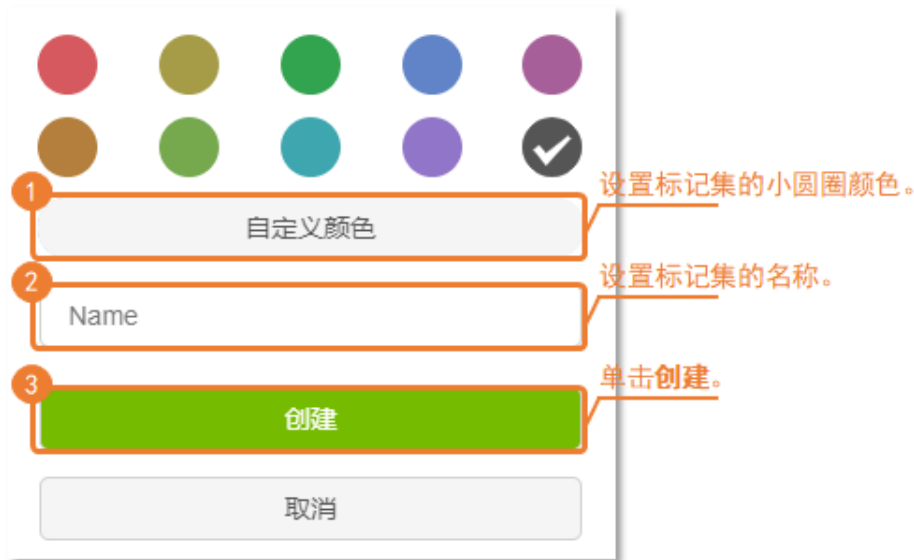 设置标记集的小圆圈颜色。
1
自定义颜色
设置标记集的名称。
2
Name
单击创建。
3
创建
取消